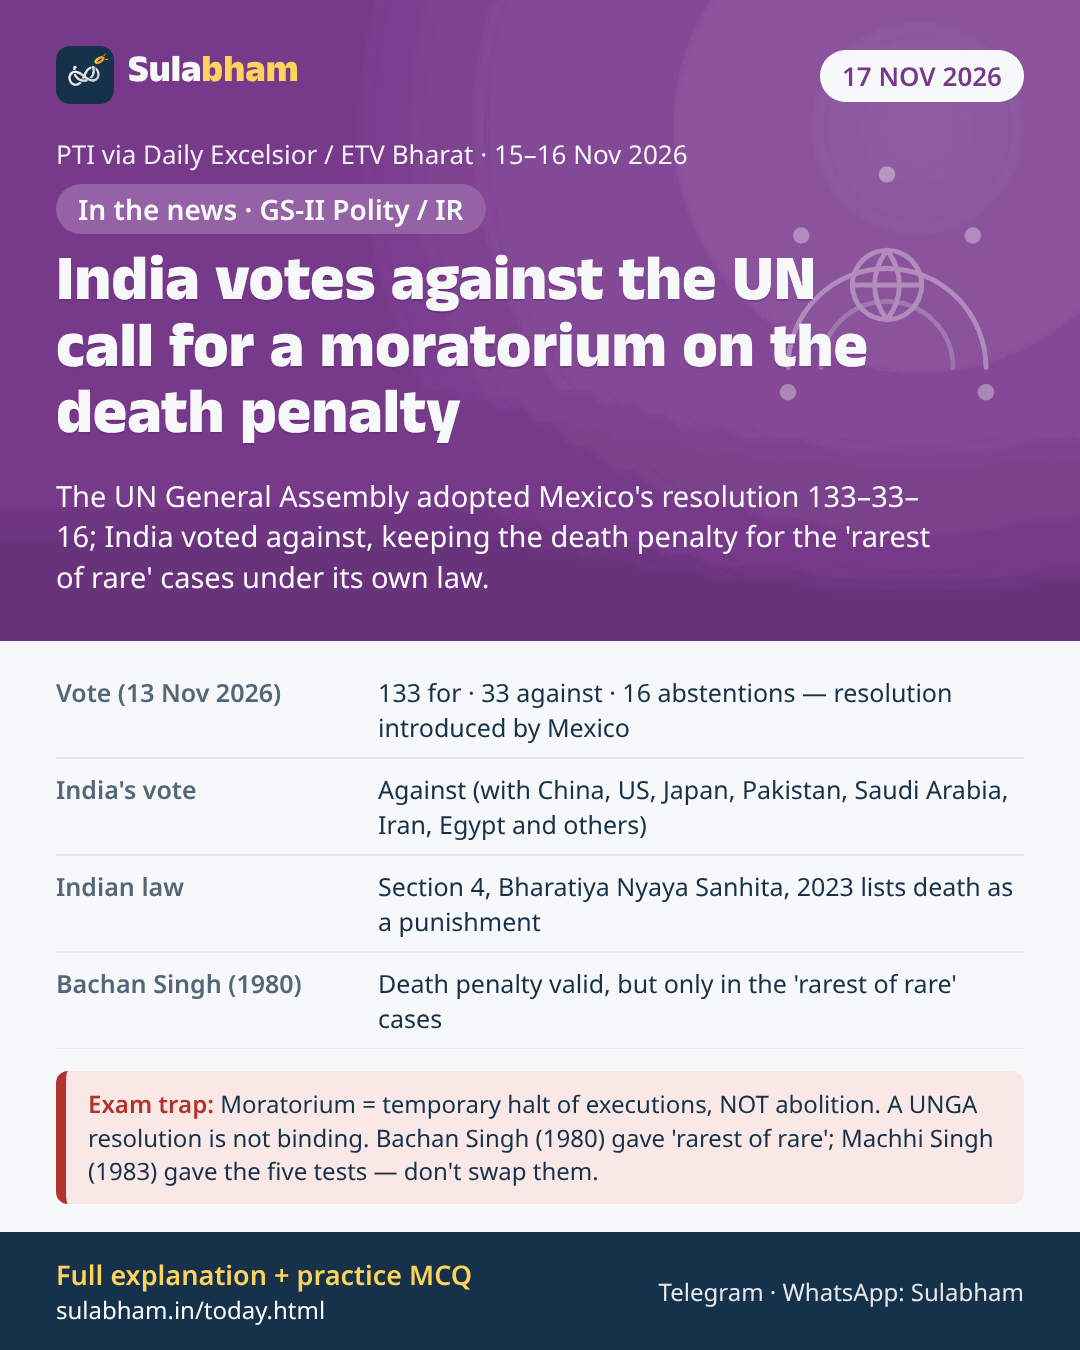 Sulabham
17 NOV 2026
PTI via Daily Excelsior / ETV Bharat · 15–16 Nov 2026
In the news · GS-II Polity / IR
India votes against the UN
call for a moratorium on the
death penalty
The UN General Assembly adopted Mexico's resolution 133–33–
16; India voted against, keeping the death penalty for the 'rarest
of rare' cases under its own law.
Vote (13 Nov 2026)
133 for · 33 against · 16 abstentions — resolution
introduced by Mexico
India's vote
Against (with China, US, Japan, Pakistan, Saudi Arabia,
Iran, Egypt and others)
Indian law
Section 4, Bharatiya Nyaya Sanhita, 2023 lists death as
a punishment
Bachan Singh (1980)
Death penalty valid, but only in the 'rarest of rare'
cases
Exam trap: Moratorium = temporary halt of executions, NOT abolition. A UNGA
resolution is not binding. Bachan Singh (1980) gave 'rarest of rare'; Machhi Singh
(1983) gave the five tests — don't swap them.
Full explanation + practice MCQ
sulabham.in/today.html
Telegram · WhatsApp: Sulabham